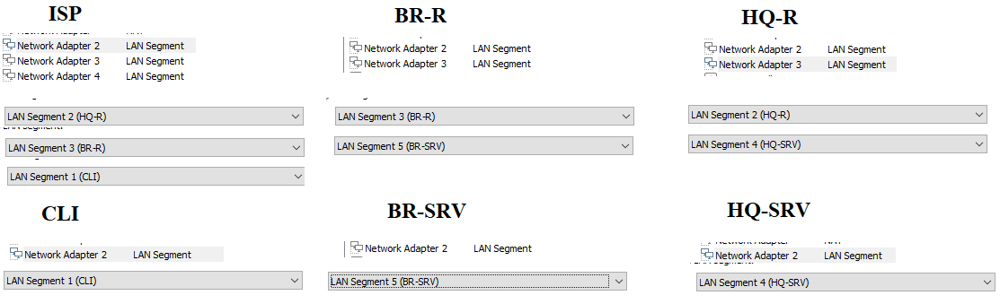 ISP
Network Adapter 2 LAN Segment
Network Adapter 3 LAN Segment
Network Adapter 4 LAN Segment
LAN Segment 2 (HQ-R)
LAN Segment 3 (BR-R)
LAN Segment 1 (CLI)
BR-R
Network Adapter 2 LAN Segment
Network Adapter 3 LAN Segment
LAN Segment 3 (BR-R)
LAN Segment 5 (BR-SRV)
HQ-R
Network Adapter 2 LAN Segment
Network Adapter 3 LAN Segment
LAN Segment 2 (HQ-R)
LAN Segment 4 (HQ-SRV)
CLI
Network Adapter 2 LAN Segment
LAN Segment 1 (CLI)
BR-SRV
Network Adapter 2 LAN Segment
LAN Segment 5 (BR-SRV)
HQ-SRV
Network Adapter 2 LAN Segment
LAN Segment 4 (HQ-SRV)